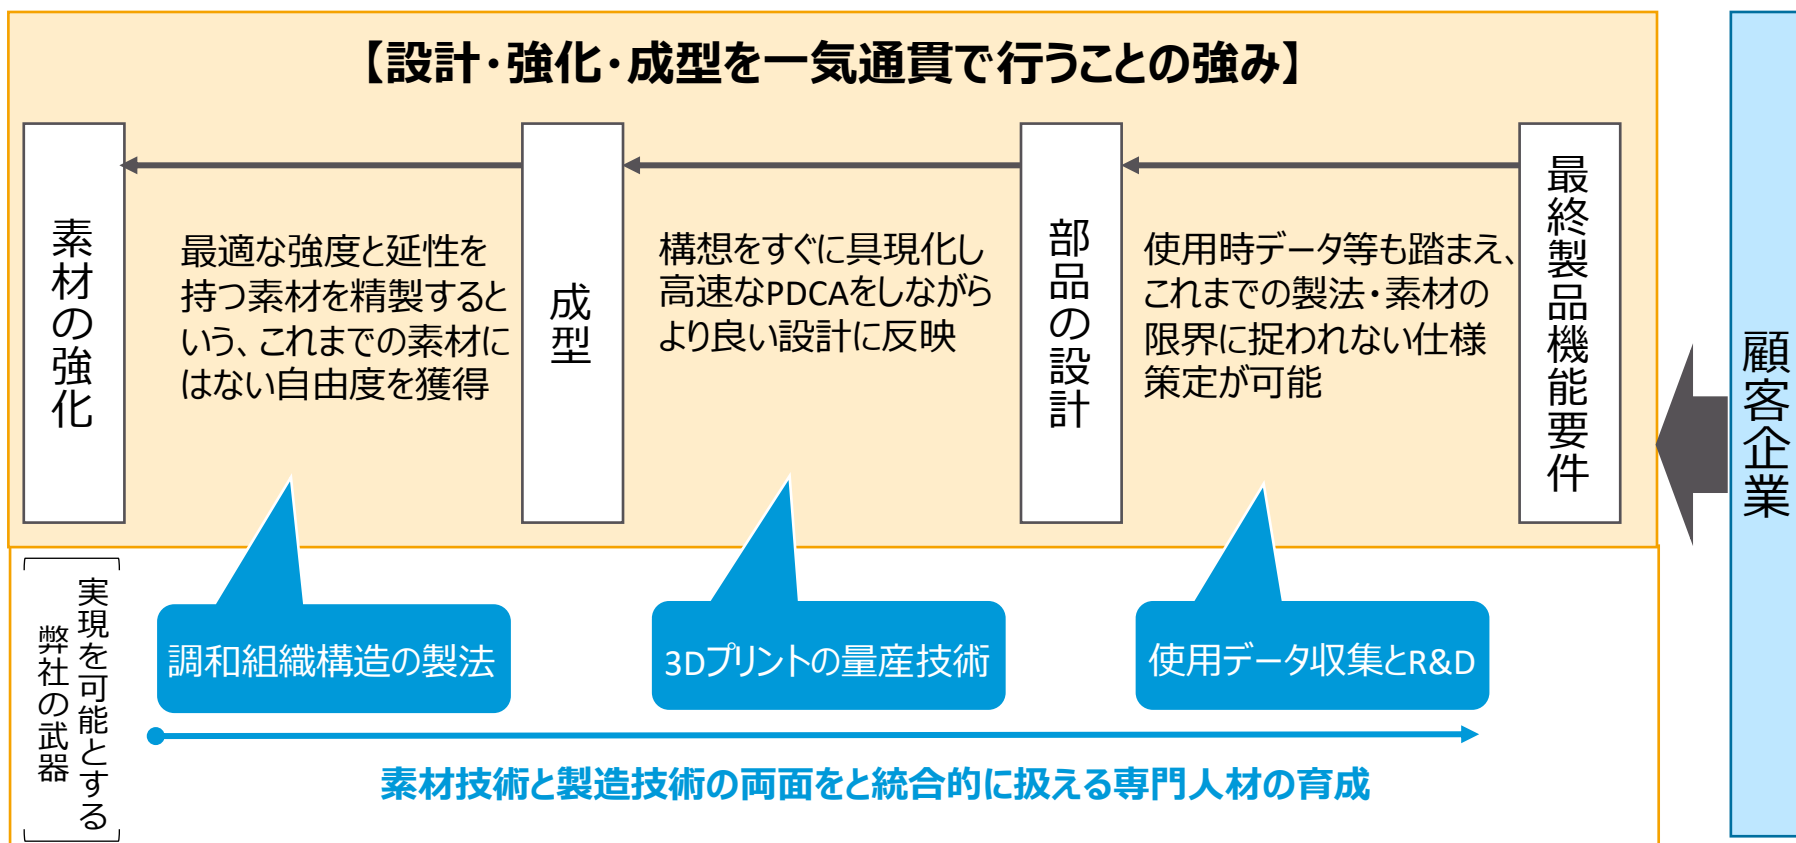 【設計・強化・成型を一気通貫で行うことの強み】
素材の強化
最適な強度と延性を
持つ素材を精製すると
いう、これまでの素材に
はない自由度を獲得
成型
構想をすぐに具現化し
高速なPDCAをしながら
より良い設計に反映
部品の設計
使用時データ等も踏まえ、
これまでの製法・素材の
限界に捉われない仕様
策定が可能
最終製品機能要件
顧客企業
実現を可能とする
弊社の武器
調和組織構造の製法
3Dプリントの量産技術
使用データ収集とR&D
素材技術と製造技術の両面をと統合的に扱える専門人材の育成